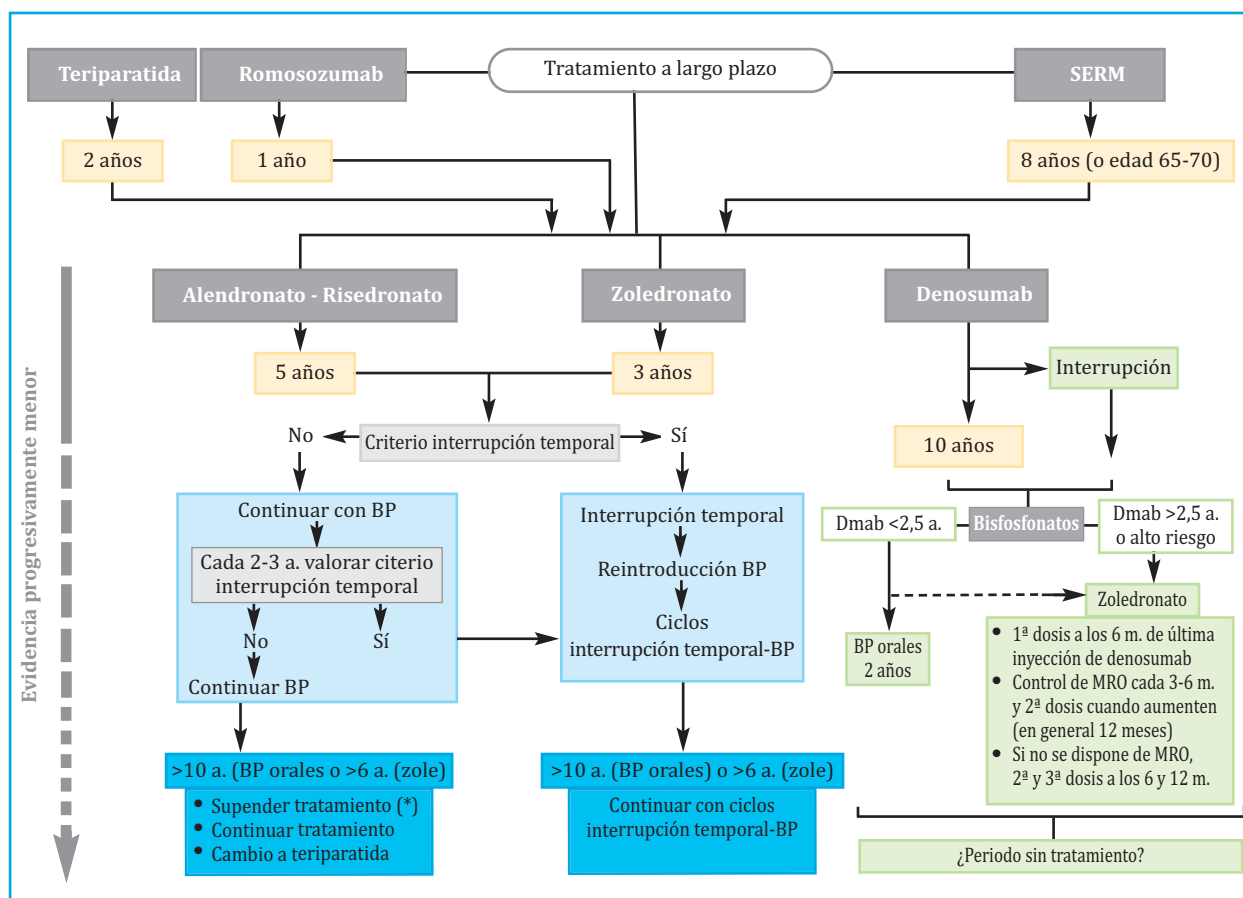 Teriparatida
Romosozumab
Tratamiento a largo plazo
SERM
2 años
1 año
8 años (o edad 65-70)
Evidencia progresivamente menor
Alendronato - Risedronato
Zoledronato
Denosumab
5 años
3 años
Interrupción
No
Criterio interrupción temporal
Sí
10 años
Continuar con BP
Cada 2-3 a. valorar citerio
interrupción temporal
No
Sí
Continuar BP
Interrupción temporal
Reintroducción BP
Ciclos
interrupción temporal-BP
Dmab <2,5 a.
Bisfosfonatos
Dmab >2,5 a.
o alto riesgo
Zoledronato
BP orales
2 años
• 1ª dosis a los 6 m. de última
inyección de denosumab
• Control de MRO cada 3-6 m.
y 2ª dosis cuando aumenten
(en general 12 meses)
• Si no se dispone de MRO,
2ª y 3ª dosis a los 6 y 12 m.
>10 a. (BP orales o >6 a. (zole)
• Supender tratamiento (*)
• Continuar tratamiento
• Cambio a teriparatida
>10 a. (BP orales) o >6 a. (zole)
Continuar con ciclos
interrupción temporal-BP
¿Periodo sin tratamiento?